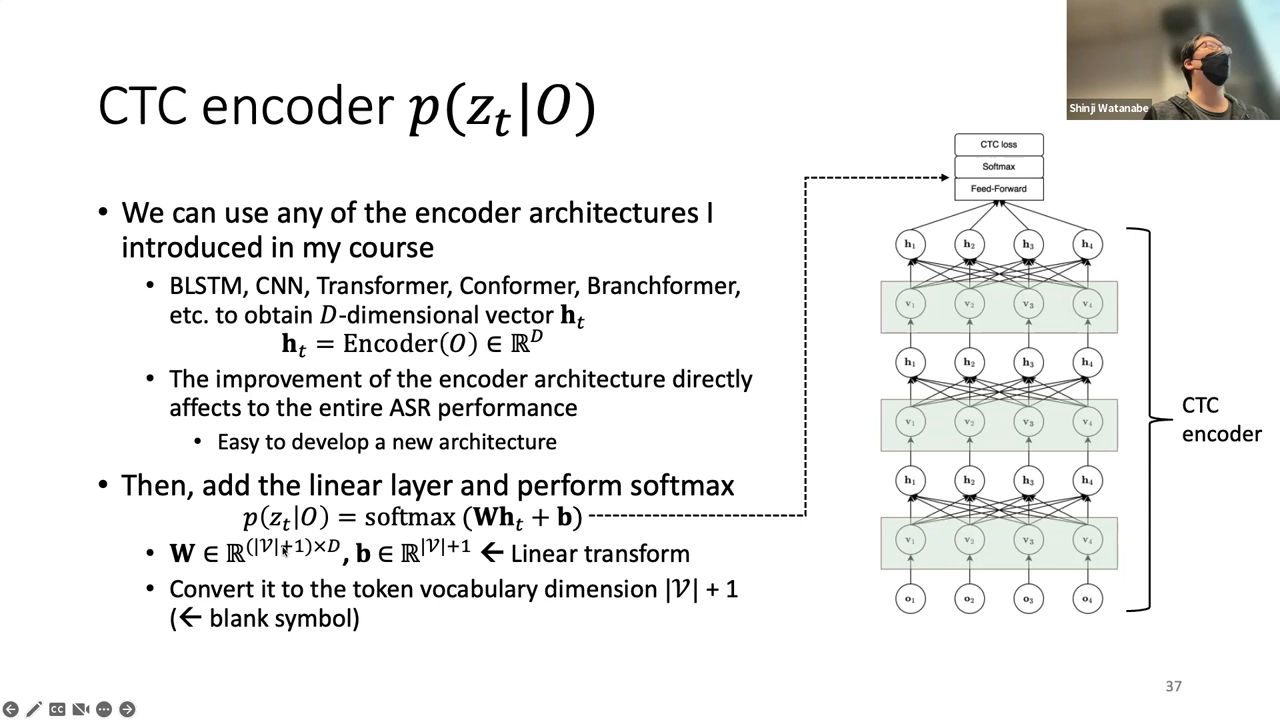 CTC encoder p(z_t|O)
Shinji Watanabe
• We can use any of the encoder architectures I
introduced in my course
• BLSTM, CNN, Transformer, Conformer, Branchformer,
etc. to obtain D-dimensional vector h_t
h_t = Encoder(O) ∈ ℝ^D
• The improvement of the encoder architecture directly
affects to the entire ASR performance
• Easy to develop a new architecture
• Then, add the linear layer and perform softmax
p(z_t|O) = softmax (Wh_t + b)
• W ∈ ℝ^(|𝒱|+1)×D, b ∈ ℝ^|𝒱|+1 ← Linear transform
• Convert it to the token vocabulary dimension |𝒱| + 1
(← blank symbol)
CTC loss
Softmax
Feed-Forward
h₁ h₂ h₃ h₄
v₁ v₂ v₃ v₄
h₁ h₂ h₃ h₄
v₁ v₂ v₃ v₄
h₁ h₂ h₃ h₄
v₁ v₂ v₃ v₄
o₁ o₂ o₃ o₄
CTC
encoder
37
CC